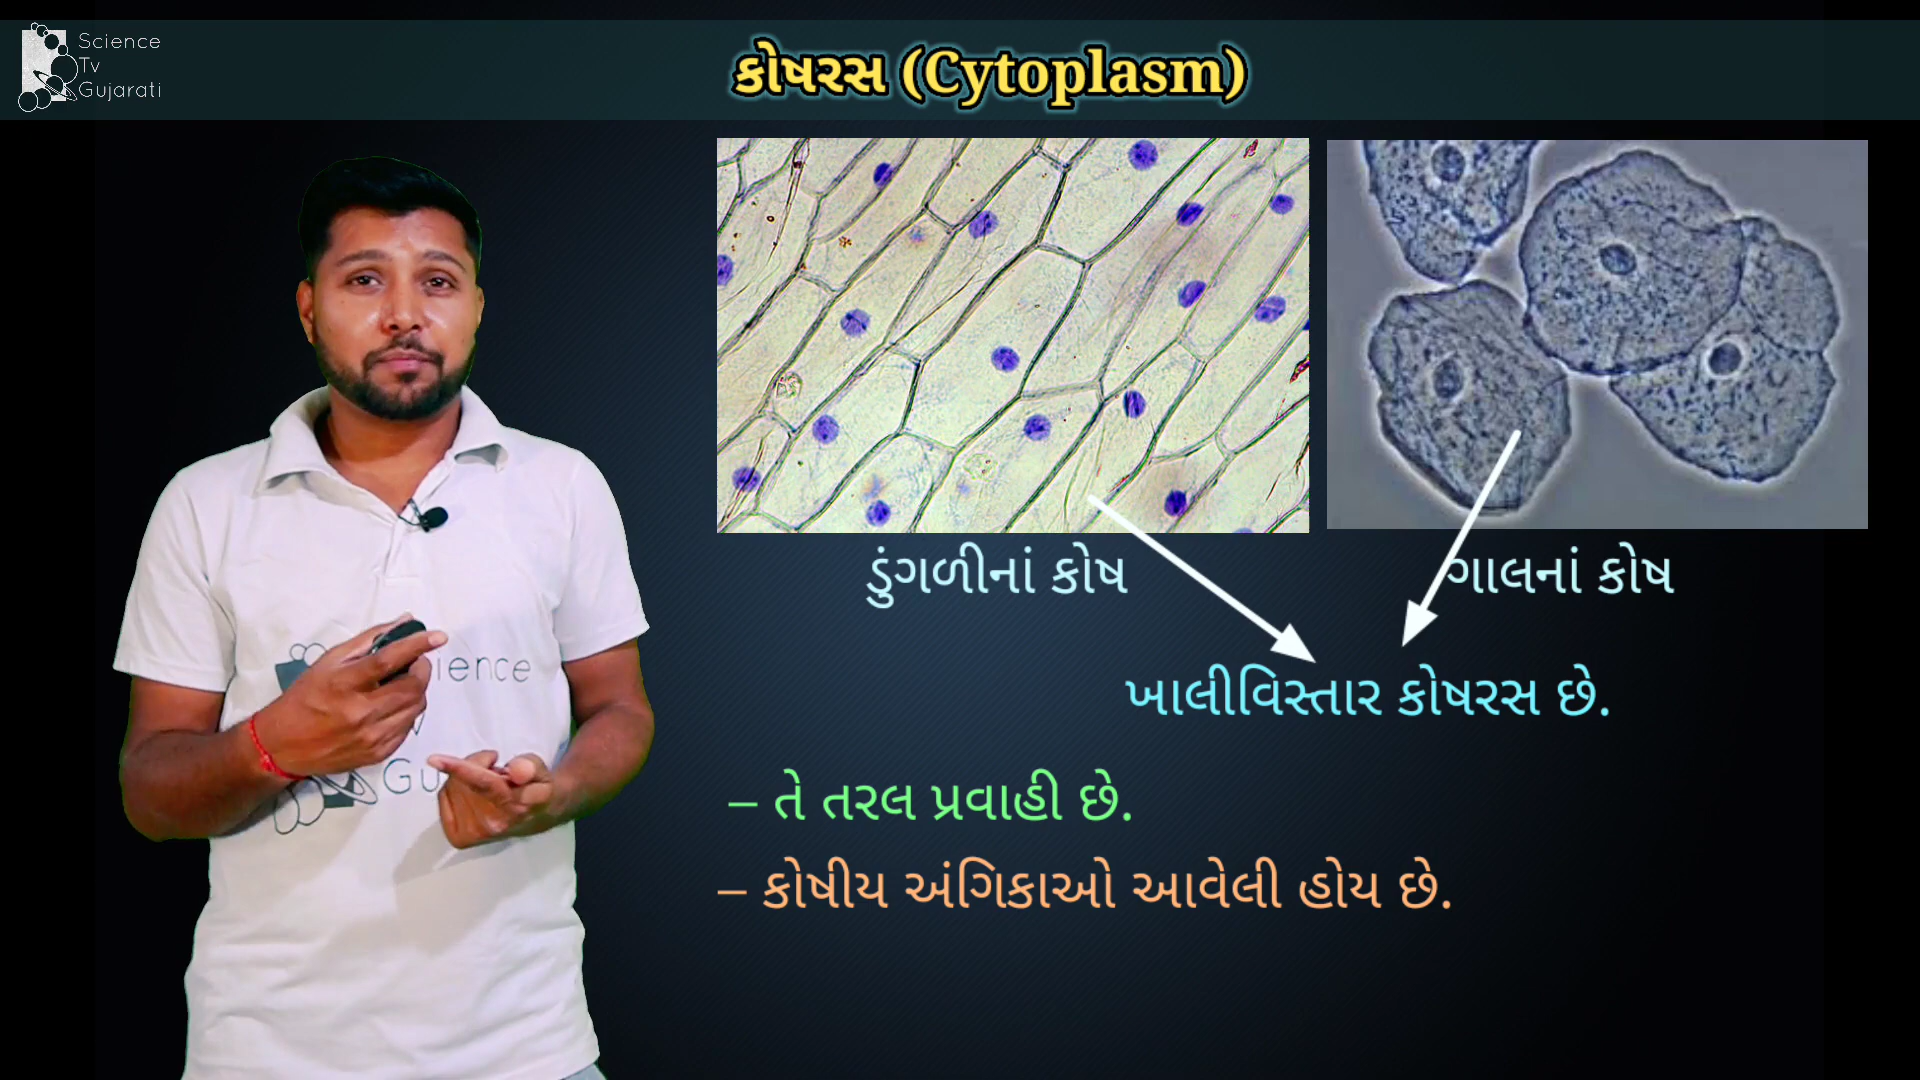 Science
Tv
Gujarati
કોષરસ (Cytoplasm)
ડુંગળીનાં કોષ
ગાલનાં કોષ
ખાલીવિસ્તાર કોષરસ છે.
– તે તરલ પ્રવાહી છે.
– કોષીય અંગિકાઓ આવેલી હોય છે.